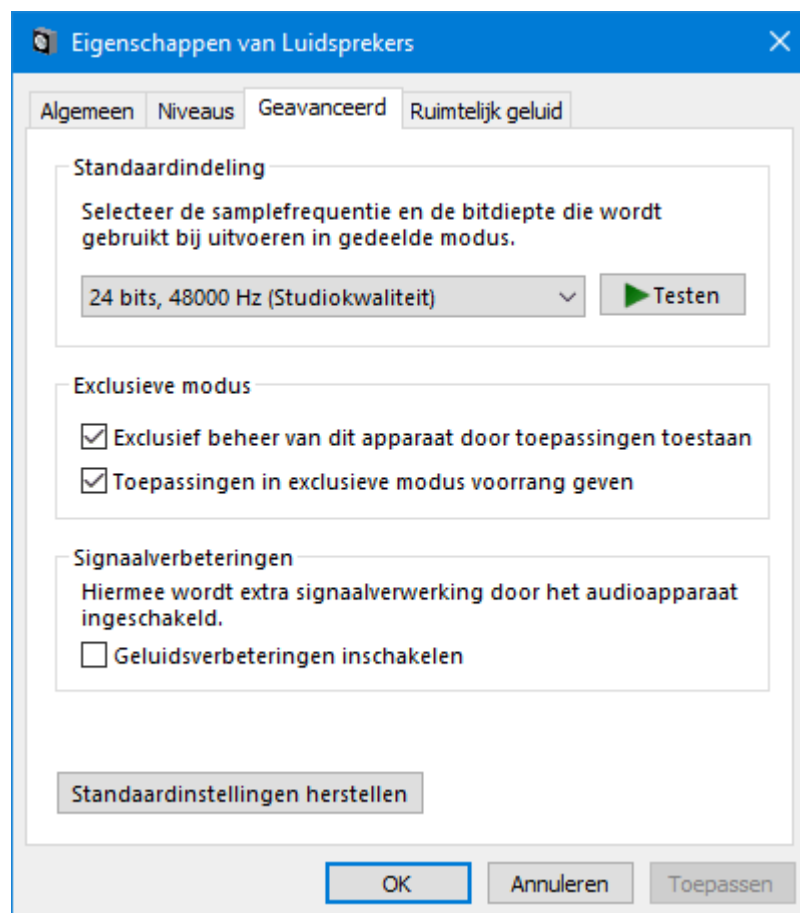 Eigenschappen van Luidsprekers
Algemeen Niveaus Geavanceerd Ruimtelijk geluid
Standaardindeling
Selecteer de samplefrequentie en de bitdiepte die wordt
gebruikt bij uitvoeren in gedeelde modus.
24 bits, 48000 Hz (Studiokwaliteit) Testen
Exclusieve modus
Exclusief beheer van dit apparaat door toepassingen toestaan
Toepassingen in exclusieve modus voorrang geven
Signaalverbeteringen
Hiermee wordt extra signaalverwerking door het audioapparaat
ingeschakeld.
Geluidsverbeteringen inschakelen
Standaardinstellingen herstellen
OK Annuleren Toepassen